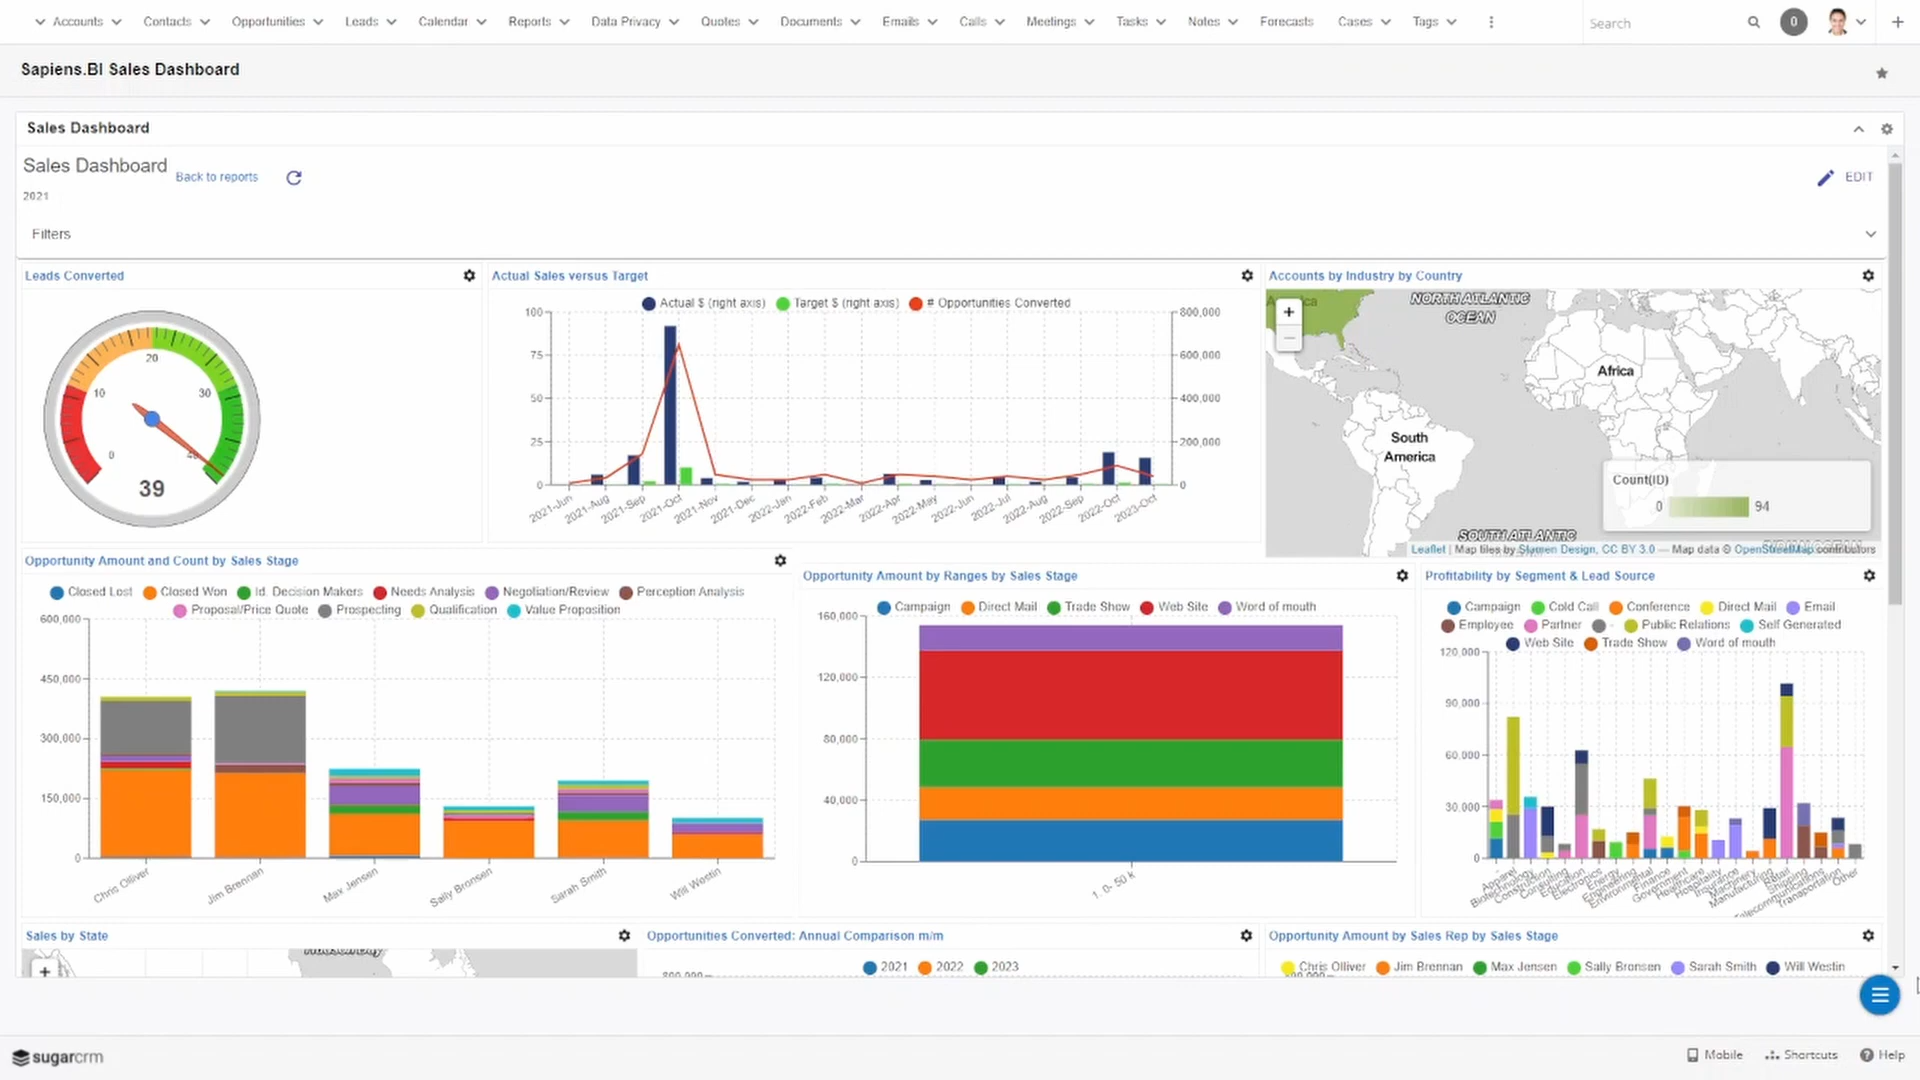 Accounts Contacts Opportunities Leads Calendar Reports Data Privacy Quotes Documents Emails Calls Meetings Tasks Notes Forecasts Cases Tags Search 0
Sapiens.BI Sales Dashboard
Sales Dashboard
Sales Dashboard Back to reports EDIT
2021
Filters
Leads Converted
0 10 20 30 40
39
Actual Sales versus Target
Actual $ (right axis) Target $ (right axis) # Opportunities Converted
100 800,000
75 600,000
50 400,000
25 200,000
0 0
2021-Jun 2021-Aug 2021-Sep 2021-Oct 2021-Nov 2021-Dec 2022-Jan 2022-Feb 2022-Mar 2022-Apr 2022-May 2022-Jun 2022-Jul 2022-Aug 2022-Sep 2022-Oct 2023-Oct
Accounts by Industry by Country
+
−
NORTH ATLANTIC
OCEAN
Africa
South
America
Count(ID)
0 94
SOUTH ATLANTIC
Leaflet | Map tiles by Stamen Design, CC BY 3.0 — Map data © OpenStreetMap contributors
Opportunity Amount and Count by Sales Stage
Closed Lost Closed Won Id. Decision Makers Needs Analysis Negotiation/Review Perception Analysis
Proposal/Price Quote Prospecting Qualification Value Proposition
600,000
450,000
300,000
150,000
0
Chris Olliver Jim Brennan Max Jensen Sally Bronsen Sarah Smith Will Westin
Opportunity Amount by Ranges by Sales Stage
Campaign Direct Mail Trade Show Web Site Word of mouth
160,000
120,000
80,000
40,000
0
1. 0- 50 k
Profitability by Segment & Lead Source
Campaign Cold Call Conference Direct Mail Email
Employee Partner - Public Relations Self Generated
Web Site Trade Show Word of mouth
120,000
90,000
60,000
30,000
0
Apparel Biotechnology Construction Consulting Education Electronics Energy Engineering Environmental Finance Government Healthcare Hospitality Insurance Machinery Manufacturing Retail Shipping Telecommunications Transportation Other
Sales by State
+
Opportunities Converted: Annual Comparison m/m
2021 2022 2023
Opportunity Amount by Sales Rep by Sales Stage
Chris Olliver Jim Brennan Max Jensen Sally Bronsen Sarah Smith Will Westin
sugarcrm Mobile Shortcuts Help